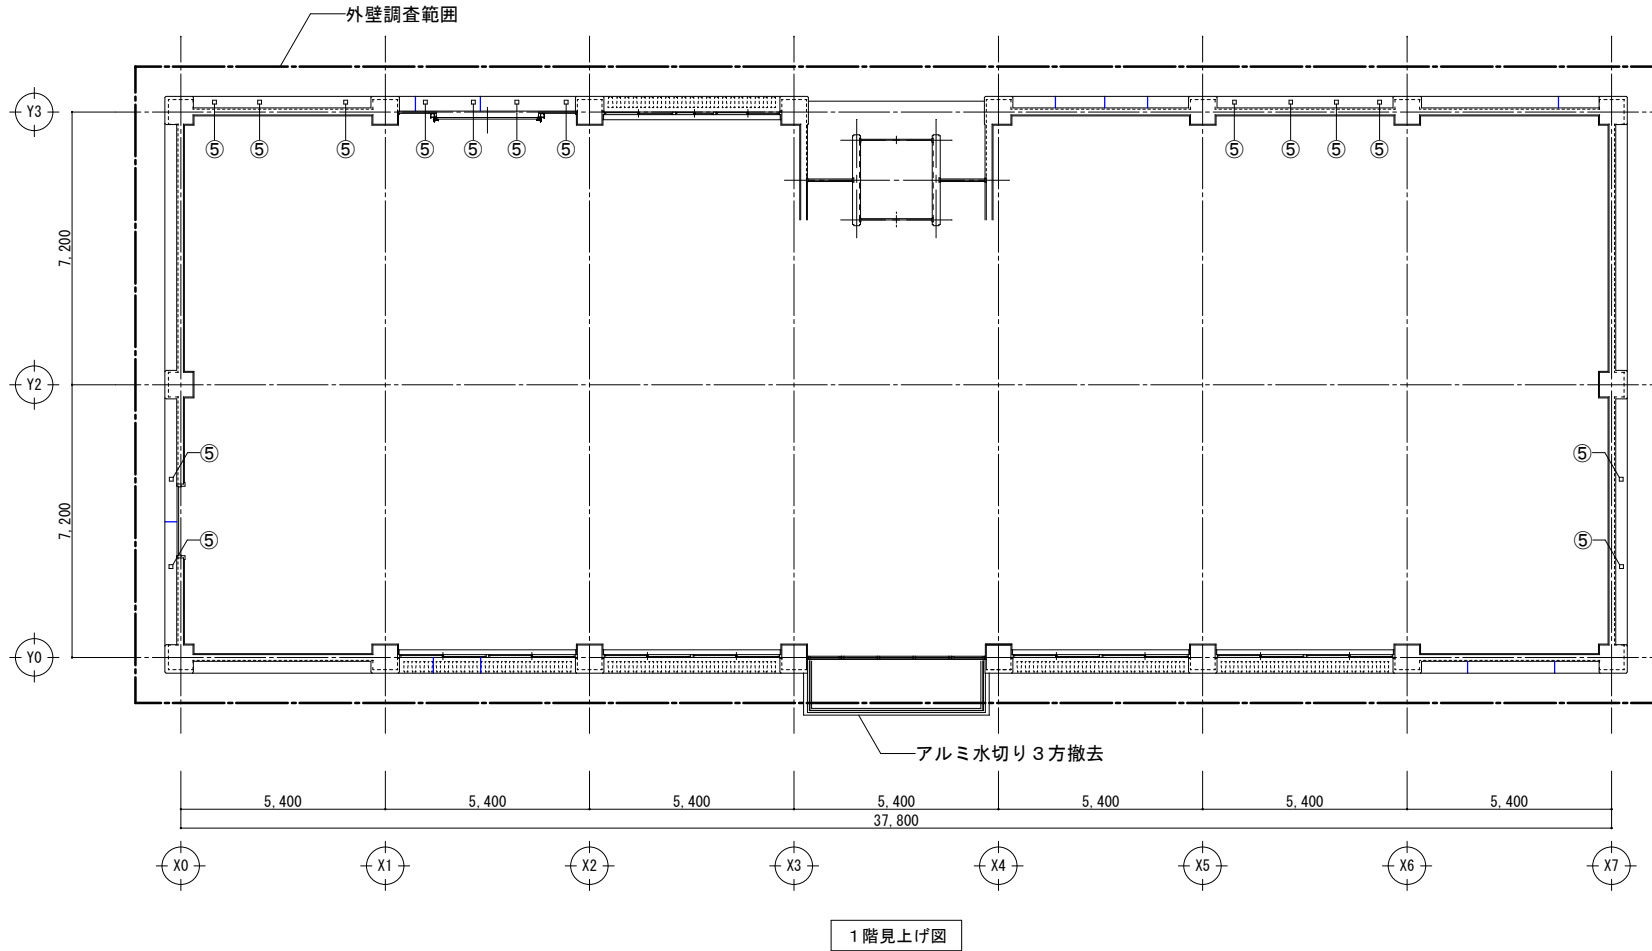 外壁調査範囲
Y3
⑤ ⑤ ⑤ ⑤ ⑤ ⑤ ⑤ ⑤ ⑤ ⑤ ⑤
7,200
Y2
⑤ ⑤
7,200
⑤ ⑤
Y0
アルミ水切り３方撤去
5,400 5,400 5,400 5,400 5,400 5,400 5,400
37,800
X0 X1 X2 X3 X4 X5 X6 X7
１階見上げ図